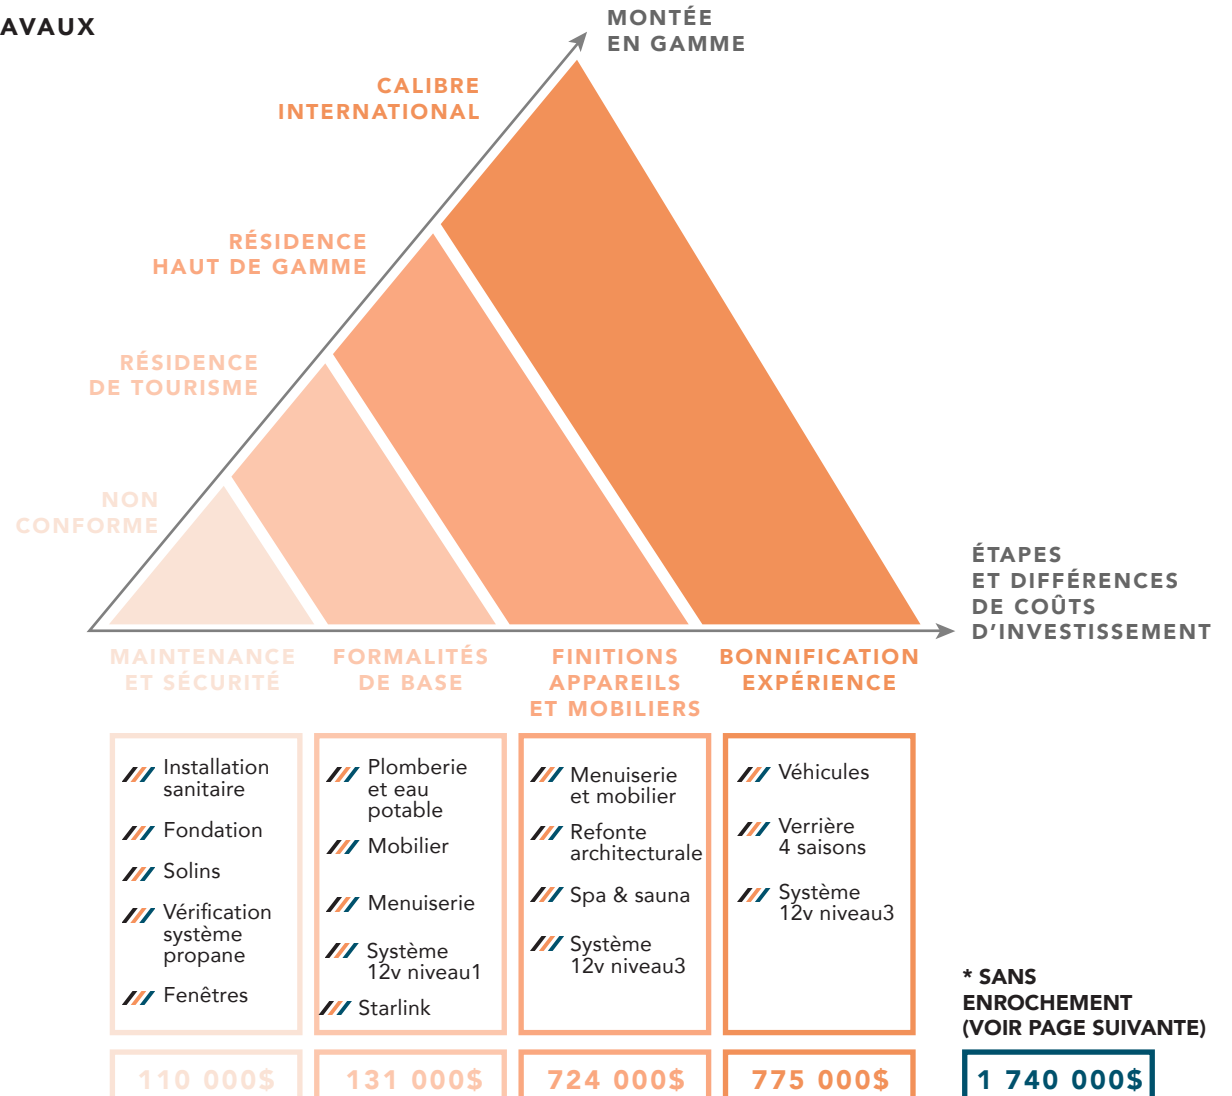 AVAUX
MONTÉE
EN GAMME
CALIBRE
INTERNATIONAL
RÉSIDENCE
HAUT DE GAMME
RÉSIDENCE
DE TOURISME
NON
CONFORME
ÉTAPES
ET DIFFÉRENCES
DE COÛTS
D'INVESTISSEMENT
MAINTENANCE
ET SÉCURITÉ
Installation
sanitaire
Fondation
Solins
Vérification
système
propane
Fenêtres
110 000$
FORMALITÉS
DE BASE
Plomberie
et eau
potable
Mobilier
Menuiserie
Système
12v niveau1
Starlink
131 000$
FINITIONS
APPAREILS
ET MOBILIERS
Menuiserie
et mobilier
Refonte
architecturale
Spa & sauna
Système
12v niveau3
724 000$
BONNIFICATION
EXPÉRIENCE
Véhicules
Verrière
4 saisons
Système
12v niveau3
775 000$
* SANS
ENROCHEMENT
(VOIR PAGE SUIVANTE)
1 740 000$